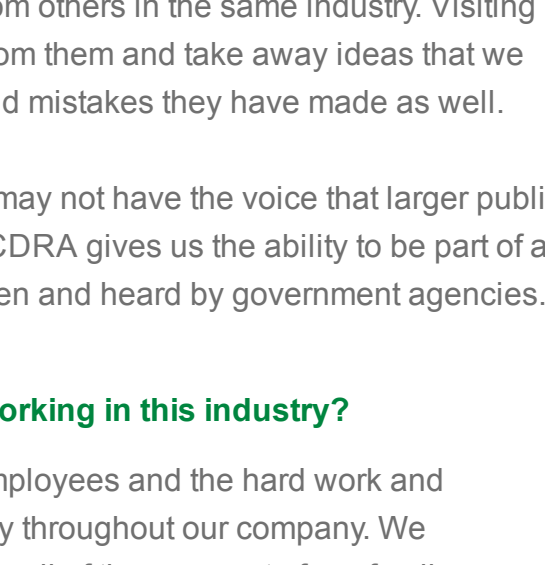 om others in the same industry. Visiting
om them and take away ideas that we
d mistakes they have made as well.
may not have the voice that larger publi
CDRA gives us the ability to be part of a
en and heard by government agencies.
orking in this industry?
mployees and the hard work and
y throughout our company. We